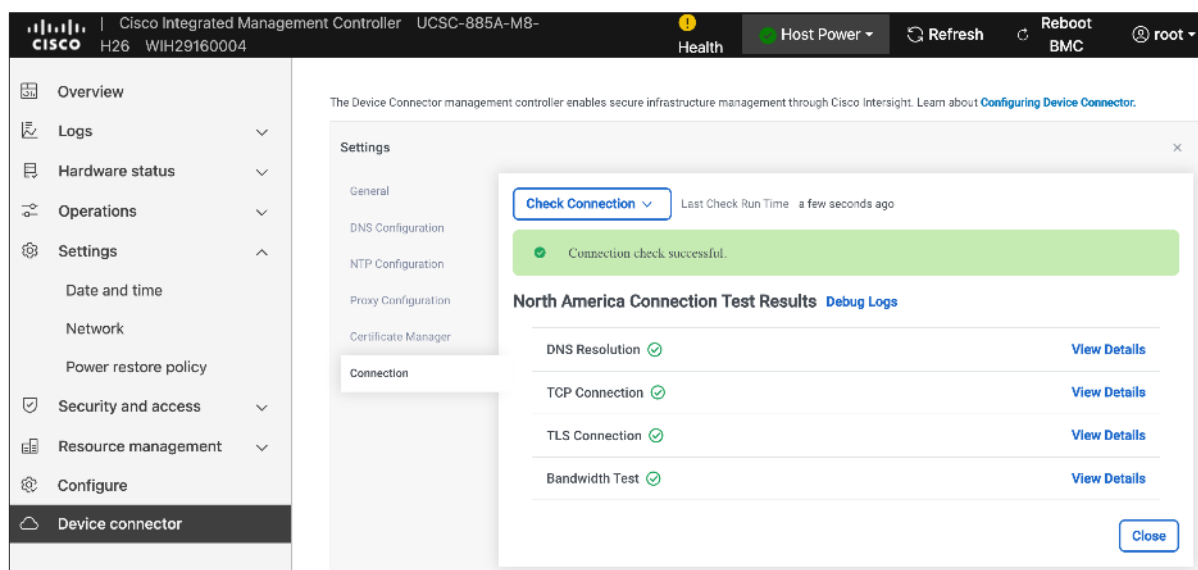 Cisco Integrated Management Controller UCSC-885A-M8-
H26 WIH29160004
CISCO
Health
Host Power
Refresh
Reboot
BMC
root
Overview
Logs
Hardware status
Operations
Settings
Date and time
Network
Power restore policy
Security and access
Resource management
Configure
Device connector
The Device Connector management controller enables secure infrastructure management through Cisco Intersight. Learn about Configuring Device Connector.
Settings
General
DNS Configuration
NTP Configuration
Proxy Configuration
Certificate Manager
Connection
Check Connection Last Check Run Time a few seconds ago
Connection check successful.
North America Connection Test Results Debug Logs
DNS Resolution View Details
TCP Connection View Details
TLS Connection View Details
Bandwidth Test View Details
Close